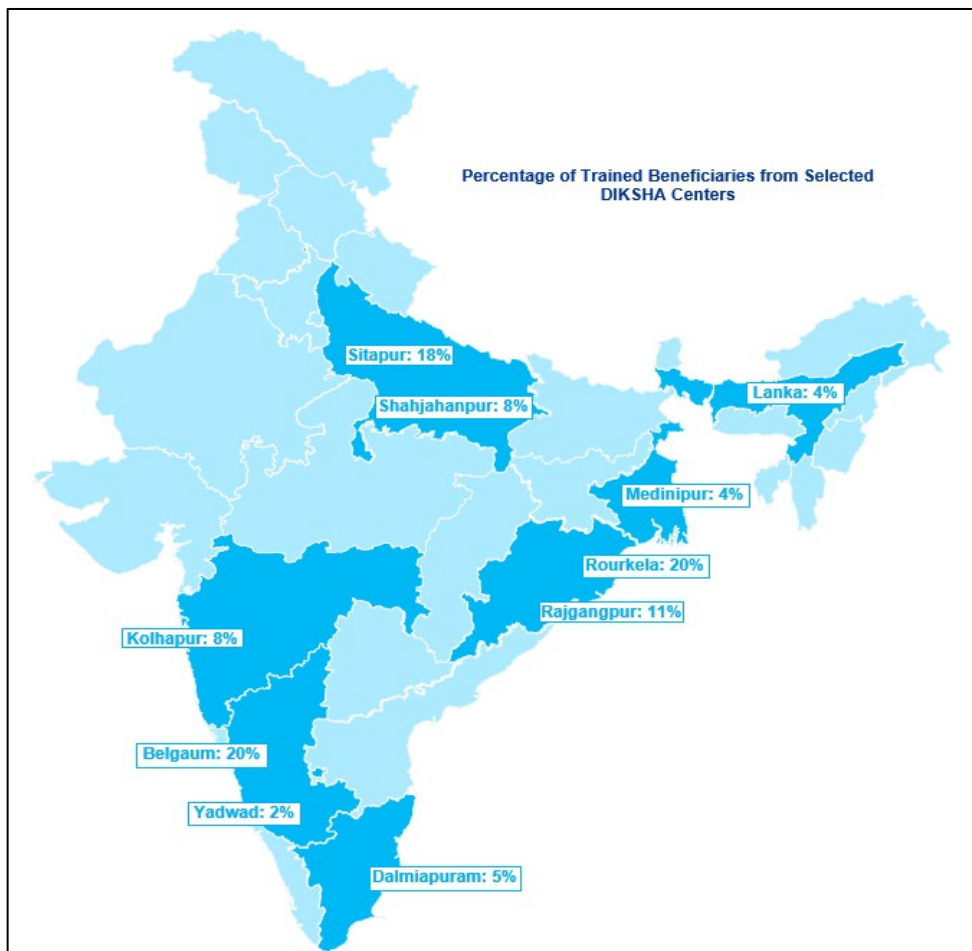 Percentage of Trained Beneficiaries from Selected
DIKSHA Centers
Sitapur: 18%
Shahjahanpur: 8%
Lanka: 4%
Medinipur: 4%
Rourkela: 20%
Rajgangpur: 11%
Kolhapur: 8%
Belgaum: 20%
Yadwad: 2%
Dalmiapuram: 5%